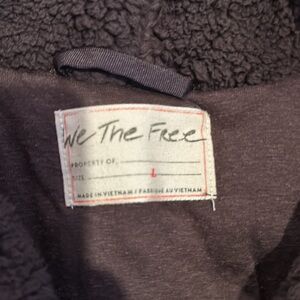 We The Free
PROPERTY OF.
SIZE. L
MADE IN VIETNAM / FABRIQUÉ AU VIETNAM